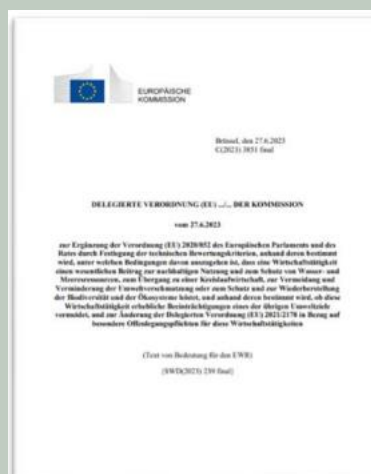 EUROPÄISCHE
KOMMISSION
Brüssel, den 27.6.2023
C(2023) 3851 final
DELEGIERTE VERORDNUNG (EU) .../... DER KOMMISSION
vom 27.6.2023
zur Ergänzung der Verordnung (EU) 2020/852 des Europäischen Parlaments und des
Rates durch Festlegung der technischen Bewertungskriterien, anhand deren bestimmt
wird, unter welchen Bedingungen davon auszugehen ist, dass eine Wirtschaftstätigkeit
einen wesentlichen Beitrag zur nachhaltigen Nutzung und zum Schutz von Wasser- und
Meeresressourcen, zum Übergang zu einer Kreislaufwirtschaft, zur Vermeidung und
Verminderung der Umweltverschmutzung oder zum Schutz und zur Wiederherstellung
der Biodiversität und der Ökosysteme leistet, und anhand deren bestimmt wird, ob diese
Wirtschaftstätigkeit erhebliche Beeinträchtigungen eines der übrigen Umweltziele
vermeidet, und zur Änderung der Delegierten Verordnung (EU) 2021/2178 in Bezug auf
besondere Offenlegungspflichten für diese Wirtschaftstätigkeiten
(Text von Bedeutung für den EWR)
{SWD(2023) 239 final}